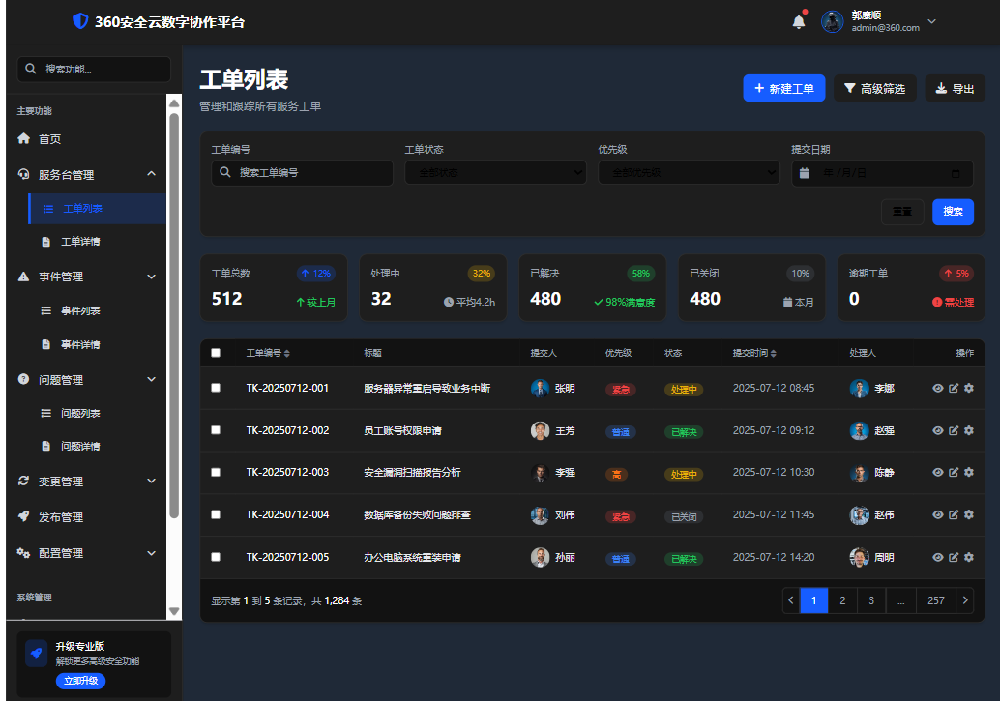 360安全云数字协作平台
郭康顺
admin@360.com
搜索功能...
主要功能
首页
服务台管理
工单列表
工单详情
事件管理
事件列表
事件详情
问题管理
问题列表
问题详情
变更管理
发布管理
配置管理
系统管理
升级专业版
解锁更多高级安全功能
立即升级
工单列表
管理和跟踪所有服务工单
新建工单 高级筛选 导出
工单编号 工单状态 优先级 提交日期
搜索工单编号 全部状态 全部优先级 年/月/日
重置 搜索
工单总数 12% 处理中 32% 已解决 58% 已关闭 10% 逾期工单 5%
512 较上月 32 平均4.2h 480 98%满意度 480 本月 0 需处理
工单编号 标题 提交人 优先级 状态 提交时间 处理人 操作
TK-20250712-001 服务器异常重启导致业务中断 张明 紧急 处理中 2025-07-12 08:45 李娜
TK-20250712-002 员工账号权限申请 王芳 普通 已解决 2025-07-12 09:12 赵强
TK-20250712-003 安全漏洞扫描报告分析 李强 高 处理中 2025-07-12 10:30 陈静
TK-20250712-004 数据库备份失败问题排查 刘伟 紧急 已关闭 2025-07-12 11:45 赵伟
TK-20250712-005 办公电脑系统重装申请 孙丽 普通 已解决 2025-07-12 14:20 周明
显示第 1 到 5 条记录，共 1,284 条
1 2 3 ... 257